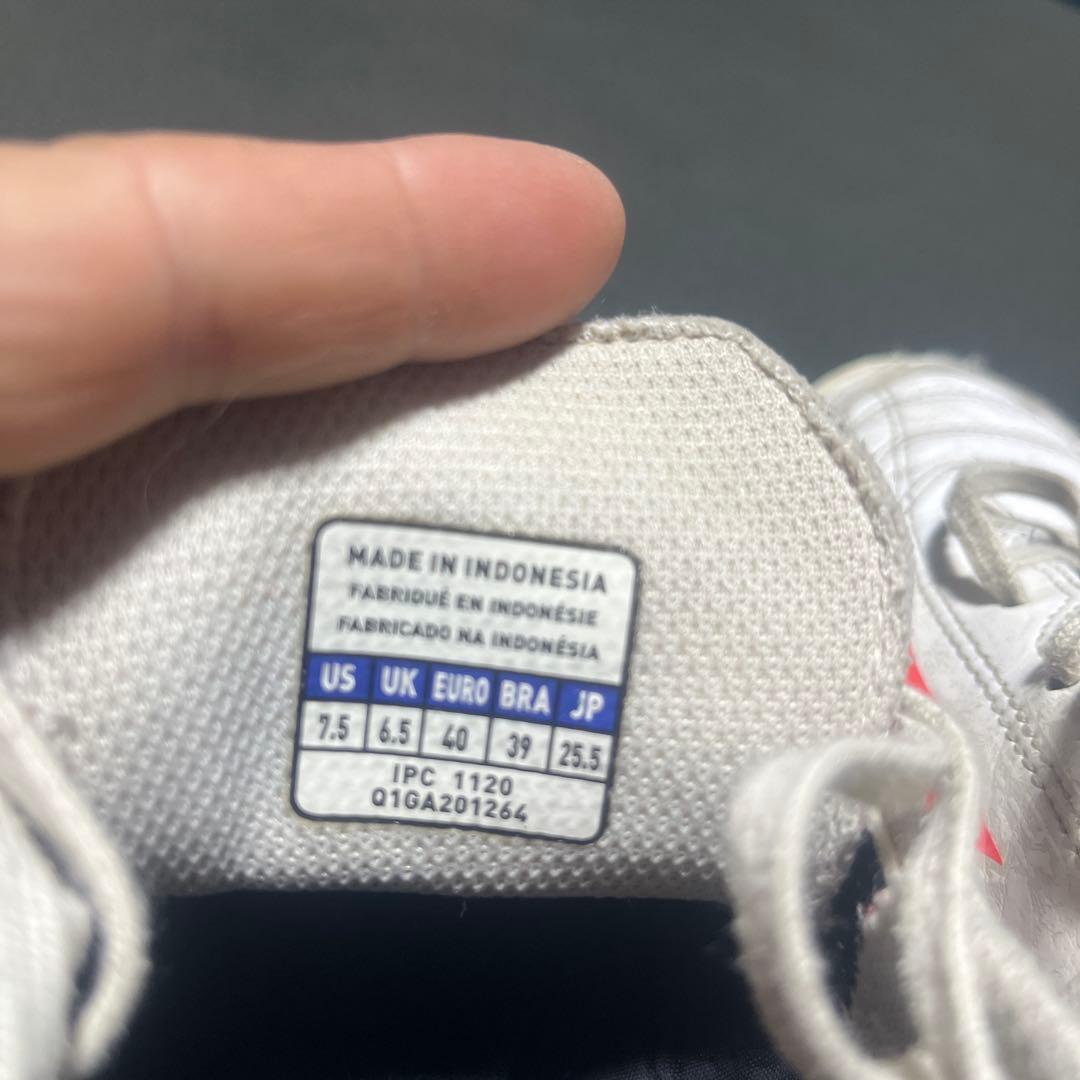 MADE IN INDONESIA
FABRIQUÉ EN INDONÉSIE
FABRICADO NA INDONÉSIA
US UK EURO BRA JP
7.5 6.5 40 39 25.5
IPC 1120
Q1GA201264